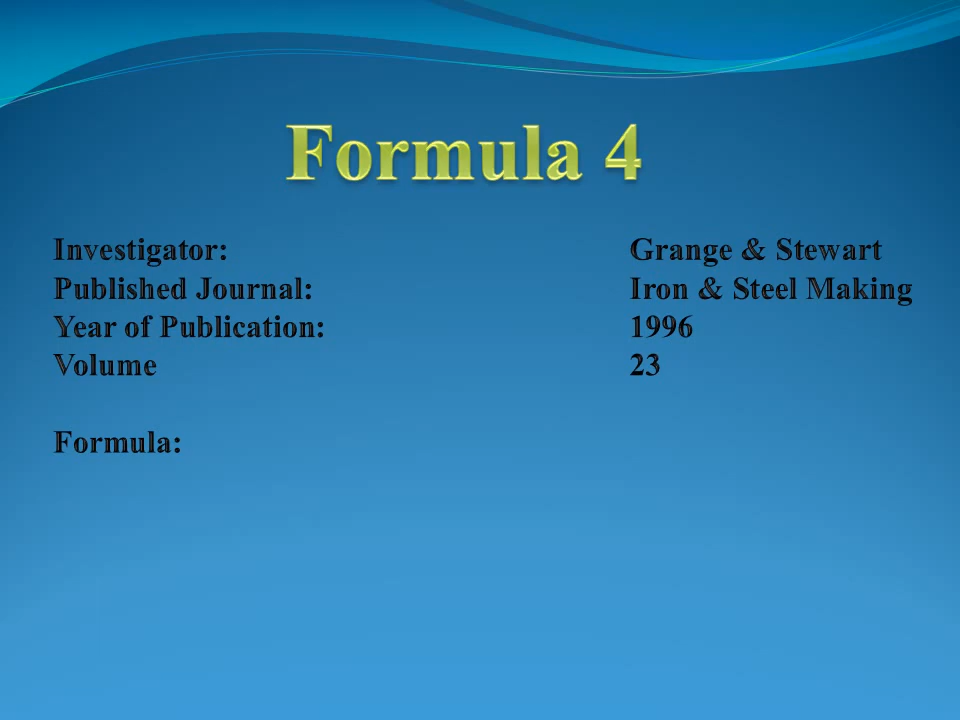 Formula 4
Investigator: Grange & Stewart
Published Journal: Iron & Steel Making
Year of Publication: 1996
Volume 23
Formula: